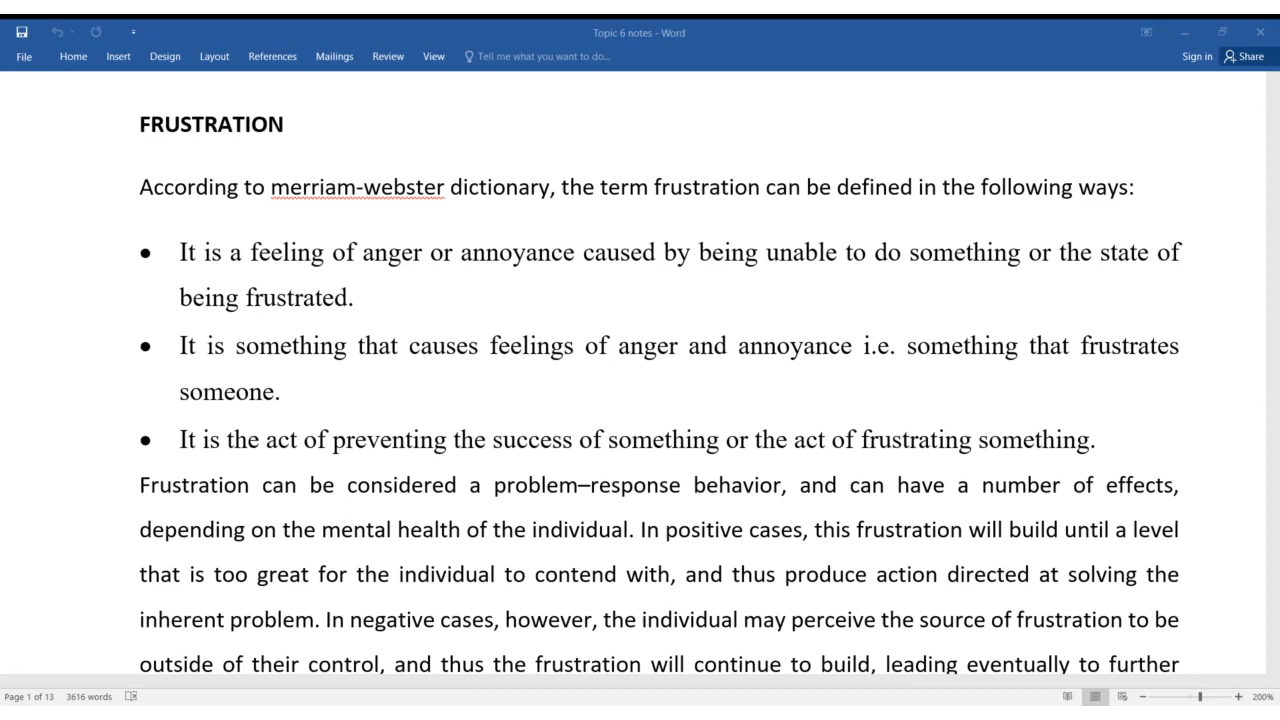 Topic 6 notes - Word
File Home Insert Design Layout References Mailings Review View Tell me what you want to do... Sign in Share
FRUSTRATION
According to merriam-webster dictionary, the term frustration can be defined in the following ways:
• It is a feeling of anger or annoyance caused by being unable to do something or the state of
being frustrated.
• It is something that causes feelings of anger and annoyance i.e. something that frustrates
someone.
• It is the act of preventing the success of something or the act of frustrating something.
Frustration can be considered a problem–response behavior, and can have a number of effects,
depending on the mental health of the individual. In positive cases, this frustration will build until a level
that is too great for the individual to contend with, and thus produce action directed at solving the
inherent problem. In negative cases, however, the individual may perceive the source of frustration to be
outside of their control, and thus the frustration will continue to build, leading eventually to further
Page 1 of 13 3616 words 200%